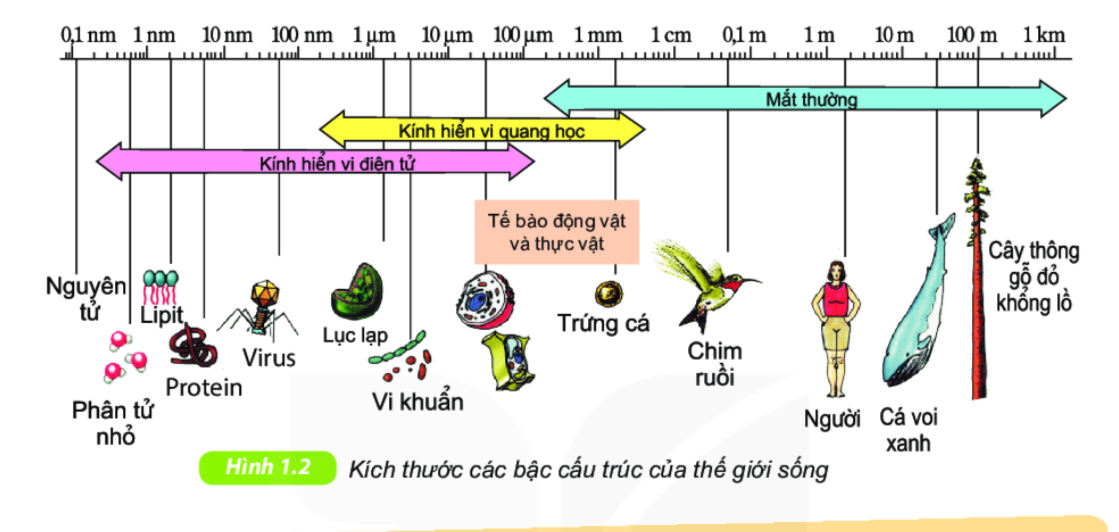 0,1 nm 1 nm 10 nm 100 nm 1 µm 10 µm 100 µm 1 mm 1 cm 0,1 m 1 m 10 m 100 m 1 km
Mắt thường
Kính hiển vi quang học
Kính hiển vi điện tử
Tế bào động vật
và thực vật
Nguyên
tử
Phân tử
nhỏ
Lipit
Protein
Virus
Lục lạp
Vi khuẩn
Trứng cá
Chim
ruồi
Người
Cá voi
xanh
Cây thông
gỗ đỏ
khổng lồ
Hình 1.2 Kích thước các bậc cấu trúc của thế giới sống